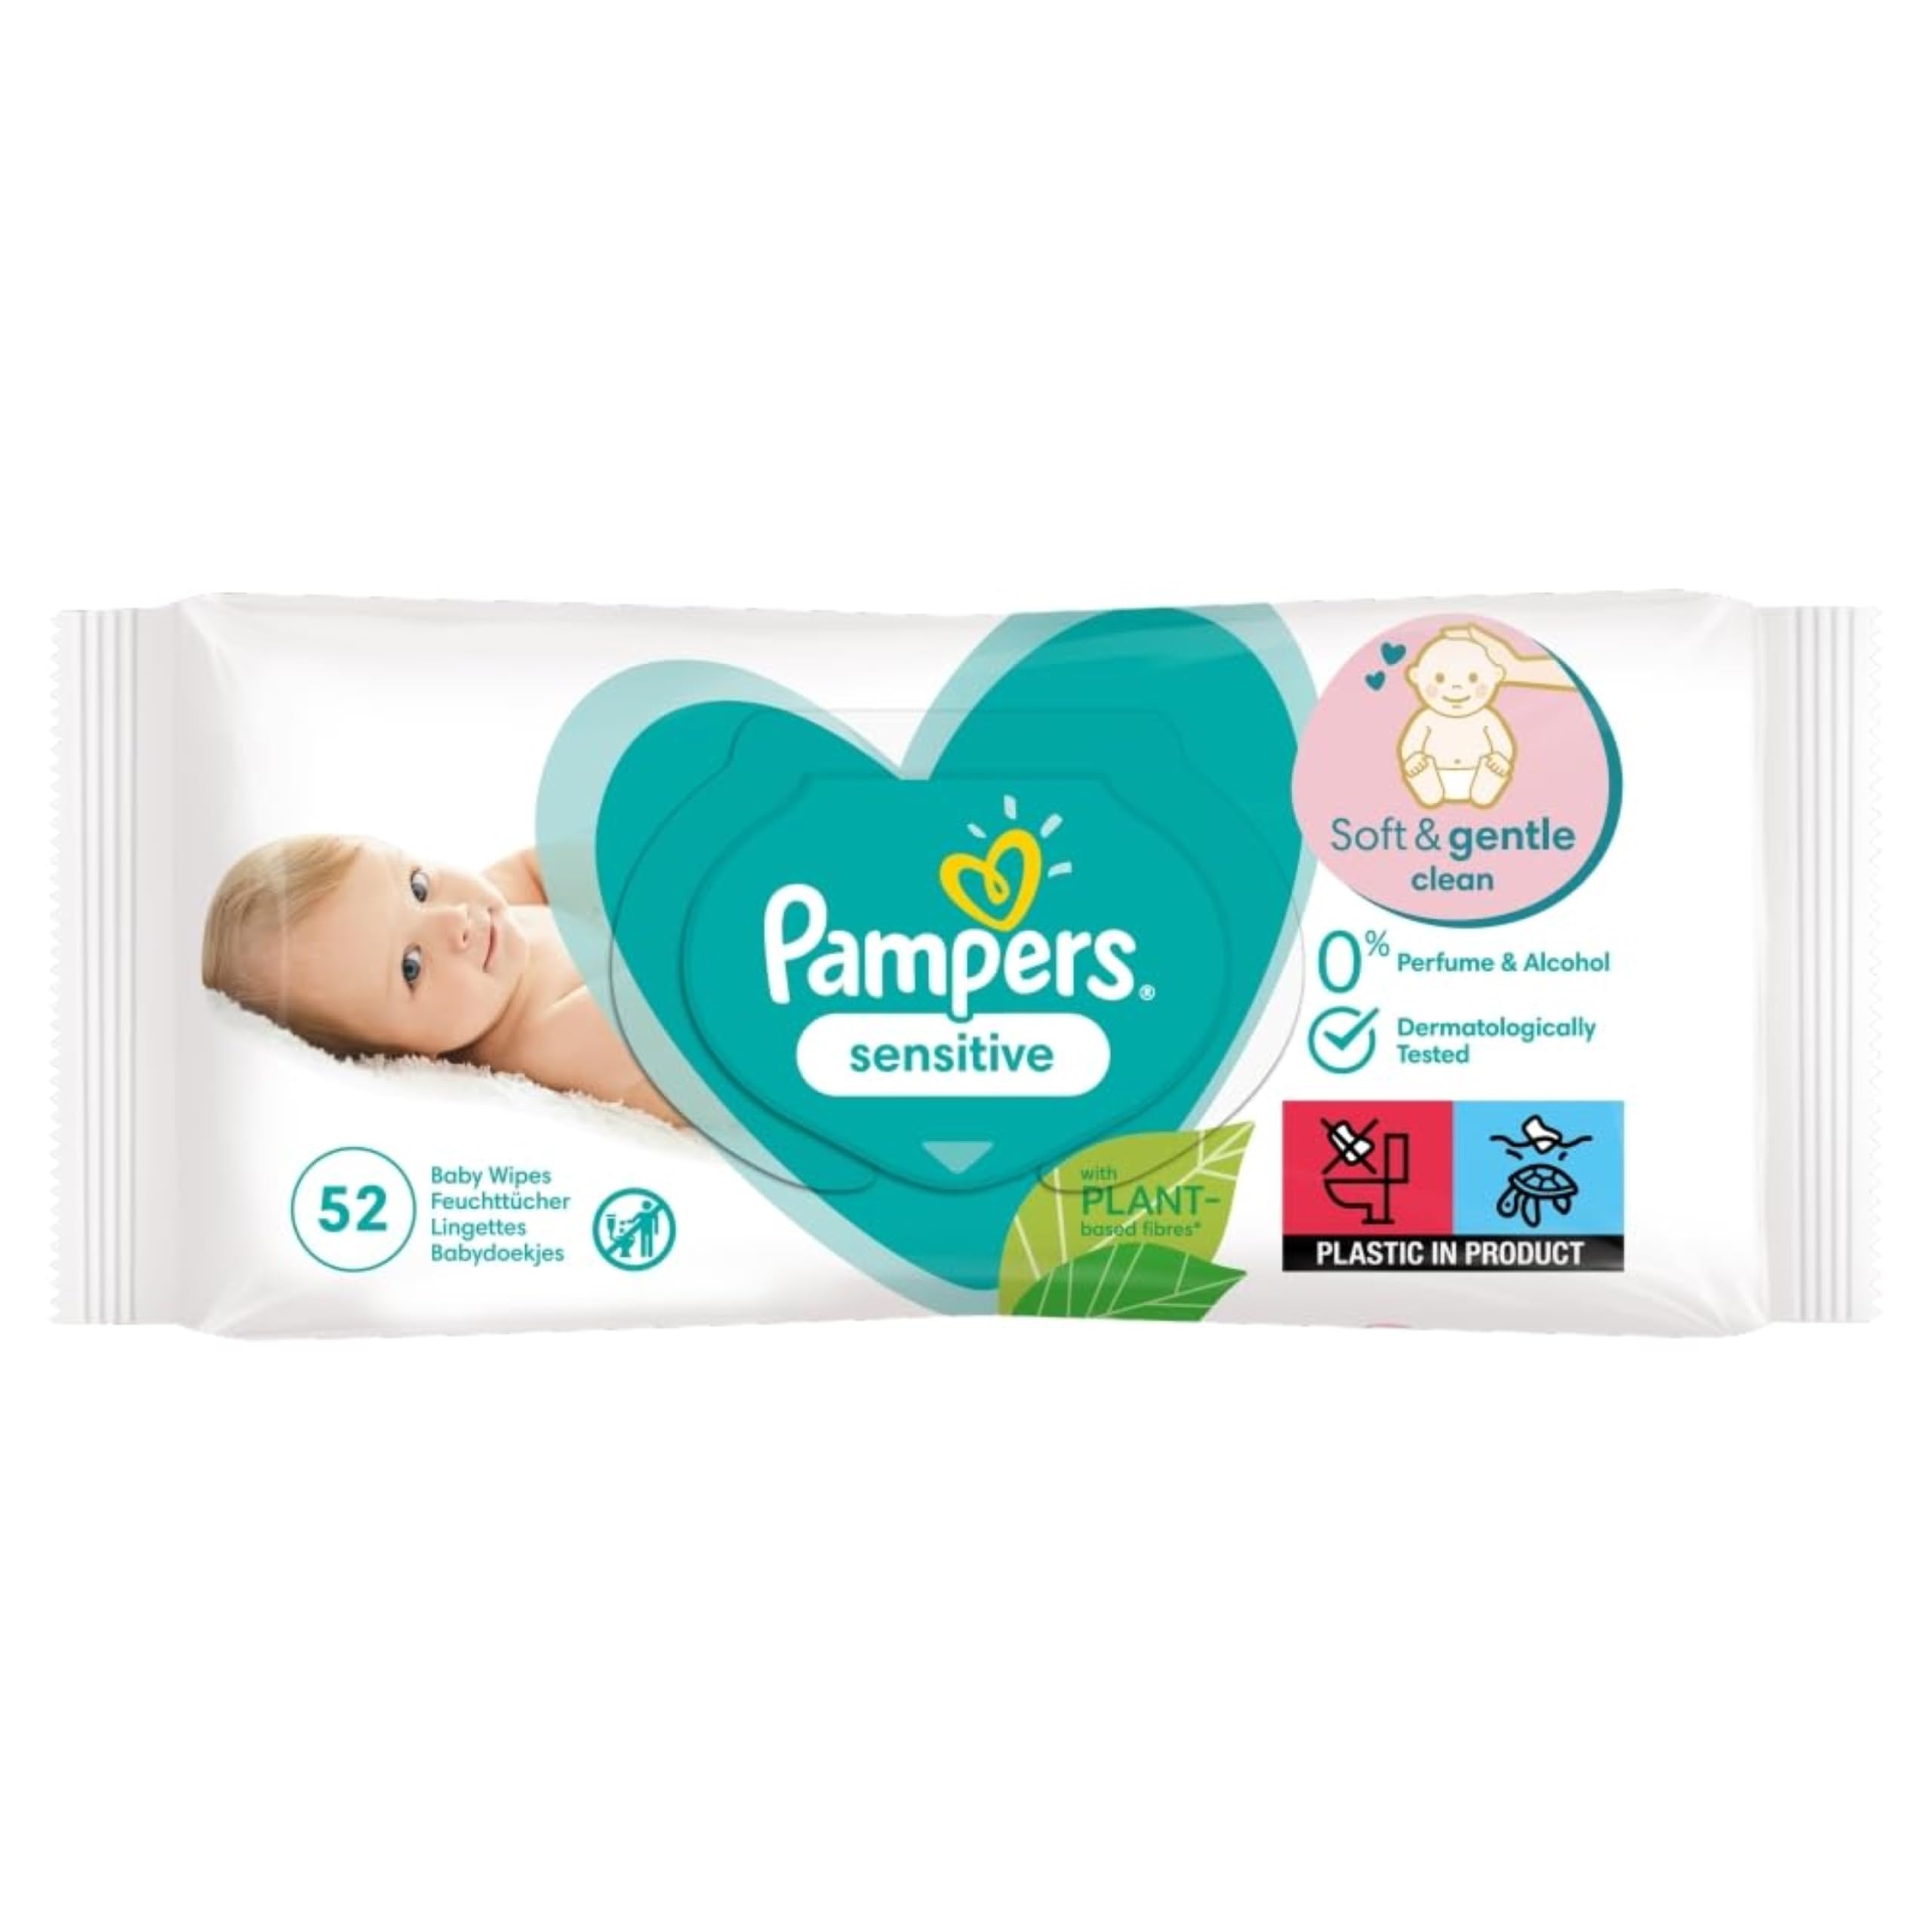 Pampers®
sensitive
Soft & gentle
clean
0% Perfume & Alcohol
Dermatologically
Tested
52
Baby Wipes
Feuchttücher
Lingettes
Babydoekjes
with
PLANT-
based fibres*
PLASTIC IN PRODUCT